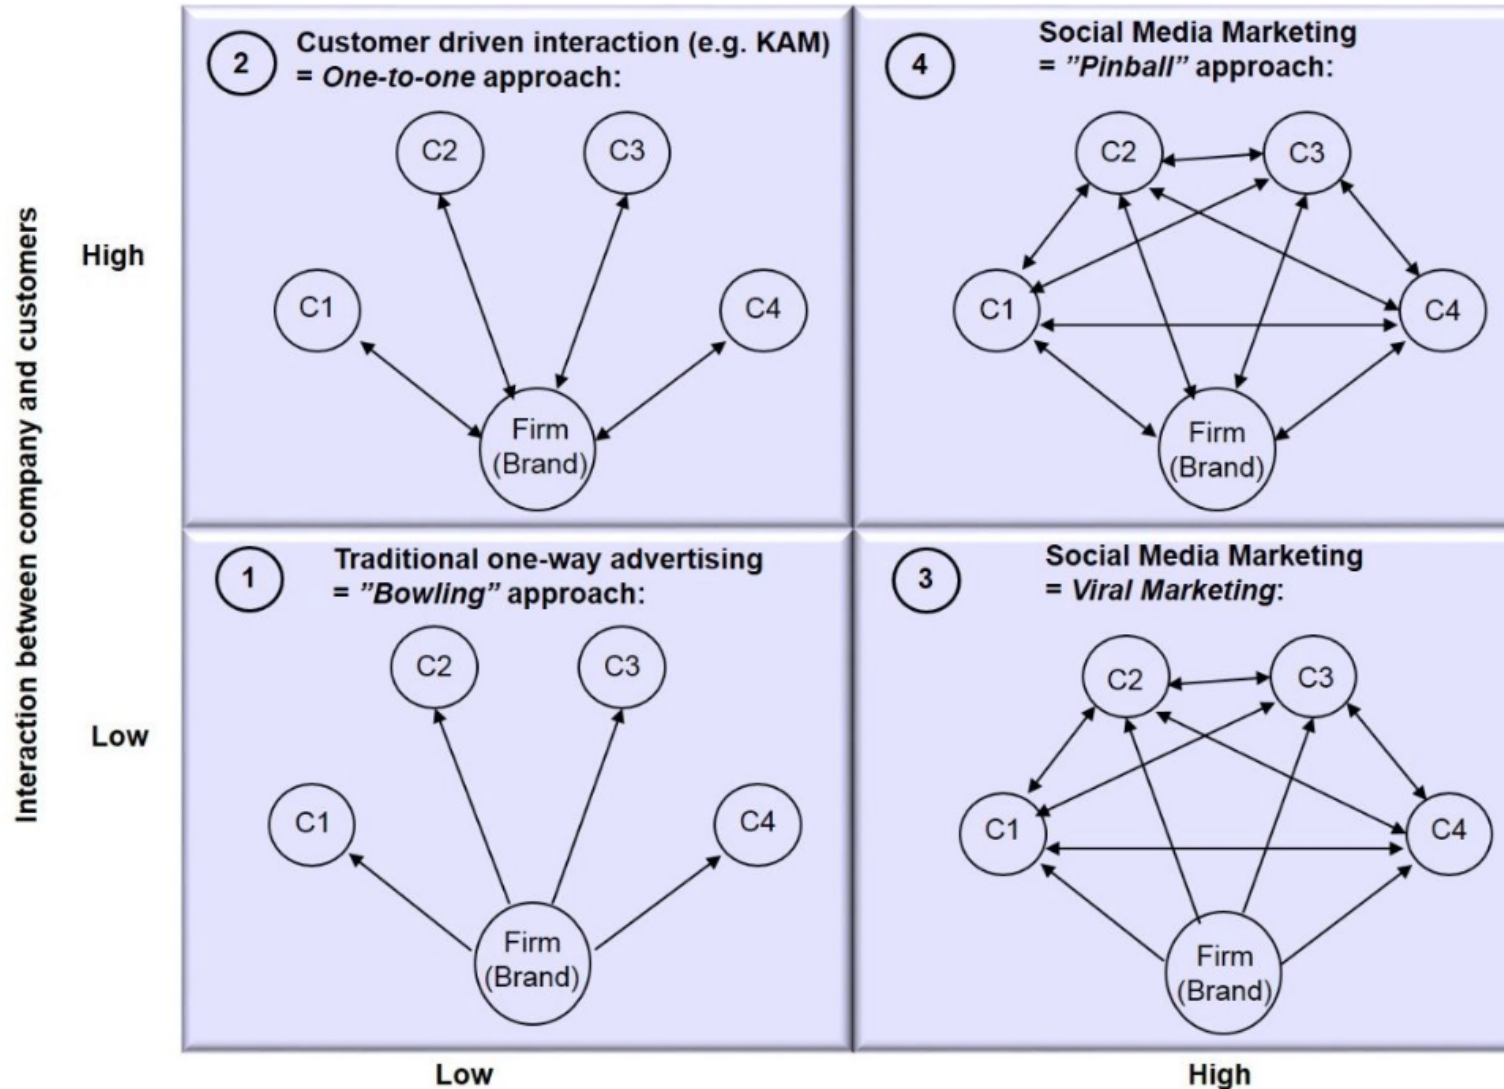 Interaction between company and customers
High
Low
2
Customer driven interaction (e.g. KAM)
= One-to-one approach:
C2
C3
C1
C4
Firm
(Brand)
4
Social Media Marketing
= ”Pinball” approach:
C2
C3
C1
C4
Firm
(Brand)
1
Traditional one-way advertising
= ”Bowling” approach:
C2
C3
C1
C4
Firm
(Brand)
3
Social Media Marketing
= Viral Marketing:
C2
C3
C1
C4
Firm
(Brand)
Low
High